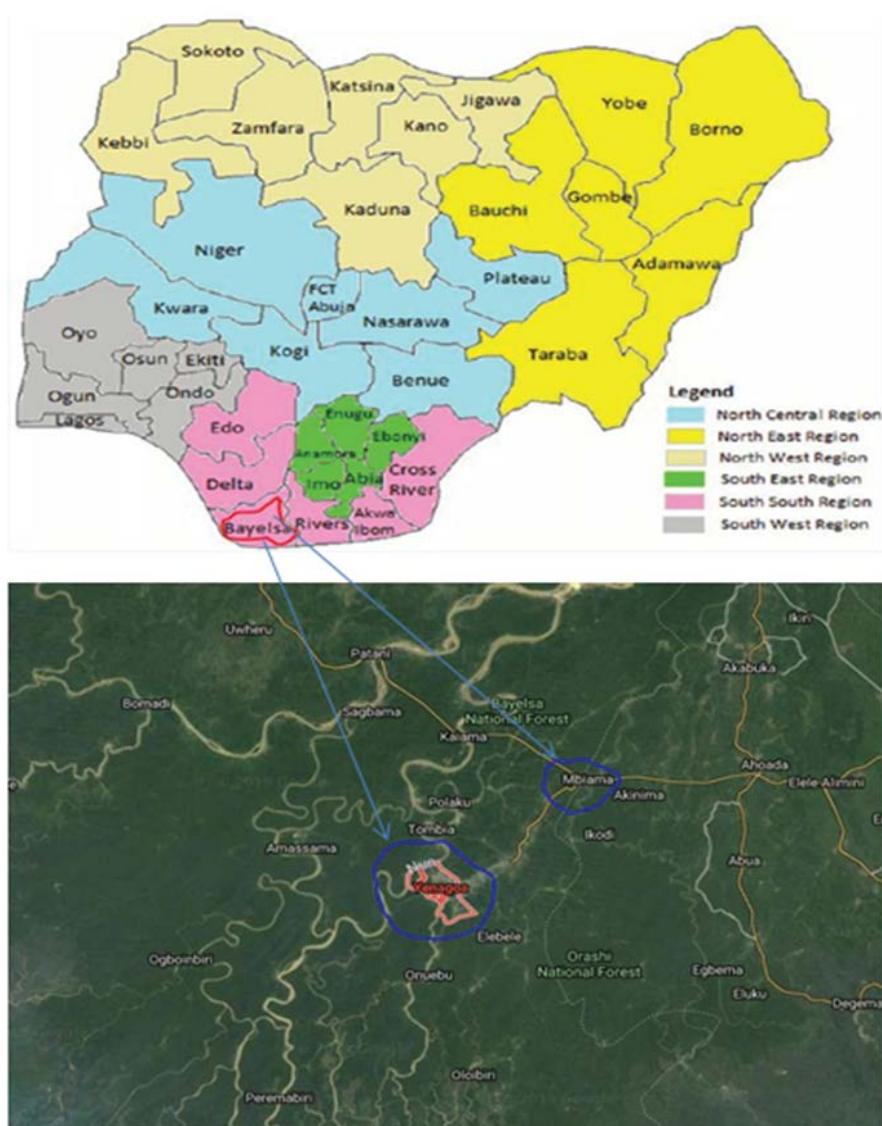 Sokoto
Katsina
Jigawa
Yobe
Borno
Kebbi
Zamfara
Kano
Kaduna
Bauchi
Gombe
Adamawa
Niger
Plateau
FCT
Abuja
Kwara
Nasarawa
Oyo
Kogi
Taraba
Osun
Ekiti
Benue
Ogun
Ondo
Lagos
Edo
Enugu
Ebonyi
Anambra
Delta
Imo
Abia
Cross
River
Bayelsa
Rivers
Akwa
Ibom
Legend
North Central Region
North East Region
North West Region
South East Region
South South Region
South West Region
Uwheru
Patani
Ikiri
Akabuka
Bomadi
Sagbama
Bayelsa
National Forest
Kaiama
Mbiama
Ahoada
Elele-Alimini
Akinima
Polaku
Tombia
Ikodi
Amassama
Abua
Nun
Yenagoa
Elebele
Ogboinbiri
Onuebu
Orashi
National Forest
Egbema
Eluku
Degema
Oloibiri
Peremabiri